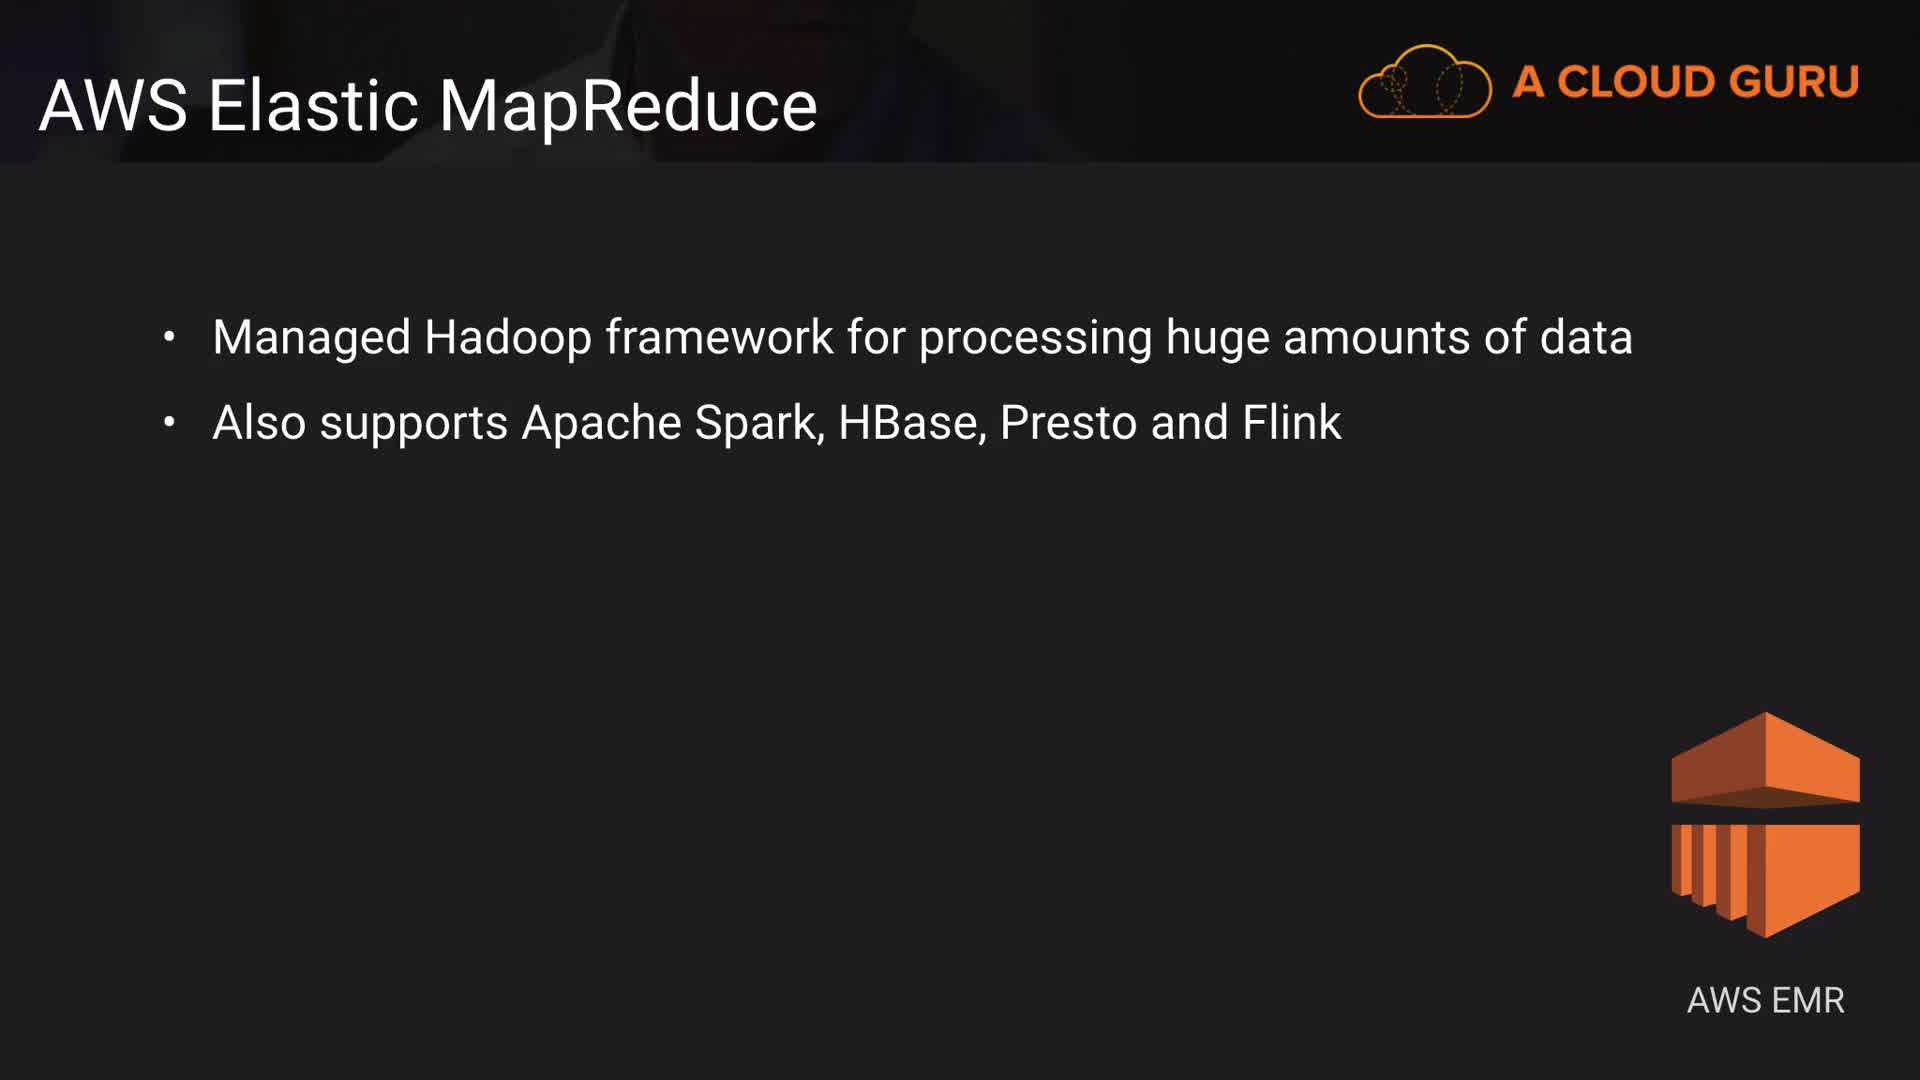 AWS Elastic MapReduce
A CLOUD GURU
• Managed Hadoop framework for processing huge amounts of data
• Also supports Apache Spark, HBase, Presto and Flink
AWS EMR